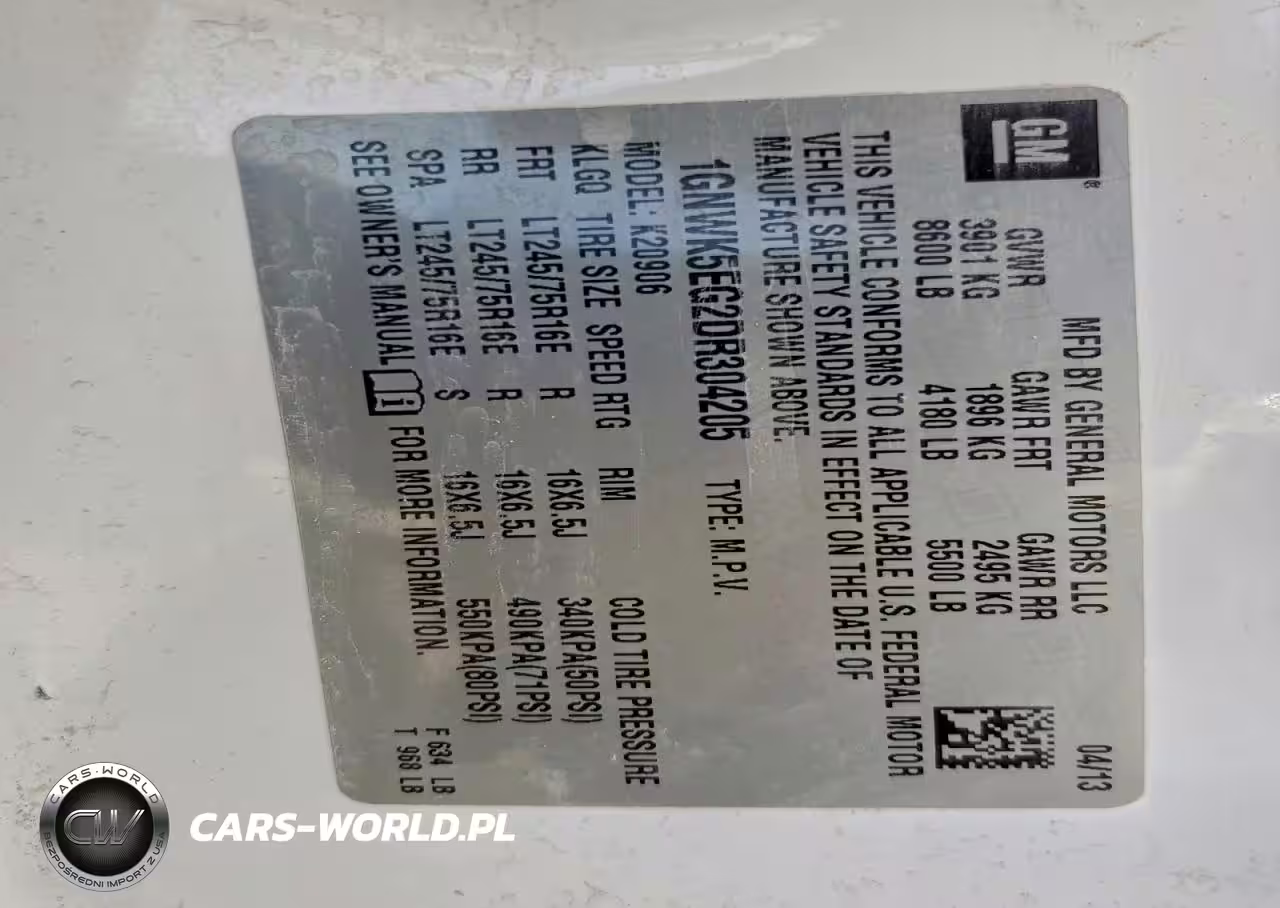 GM ®
MFD BY GENERAL MOTORS LLC 04/13
GVWR GAWR FRT GAWR RR
3901 KG 1896 KG 2495 KG
8600 LB 4180 LB 5500 LB
THIS VEHICLE CONFORMS TO ALL APPLICABLE U.S. FEDERAL MOTOR
VEHICLE SAFETY STANDARDS IN EFFECT ON THE DATE OF
MANUFACTURE SHOWN ABOVE.
1GNWK5EG2DR304205 TYPE: M.P.V.
MODEL: K20906
KLGQ TIRE SIZE SPEED RTG RIM COLD TIRE PRESSURE
FRT LT245/75R16E R 16X6.5J 340KPA(50PSI)
RR LT245/75R16E R 16X6.5J 490KPA(71PSI)
SPA LT245/75R16E S 16X6.5J 550KPA(80PSI)
SEE OWNER'S MANUAL i FOR MORE INFORMATION.
F 634 LB
T 968 LB
CARS-WORLD
CW
BEZPOŚREDNI IMPORT Z USA
CARS-WORLD.PL